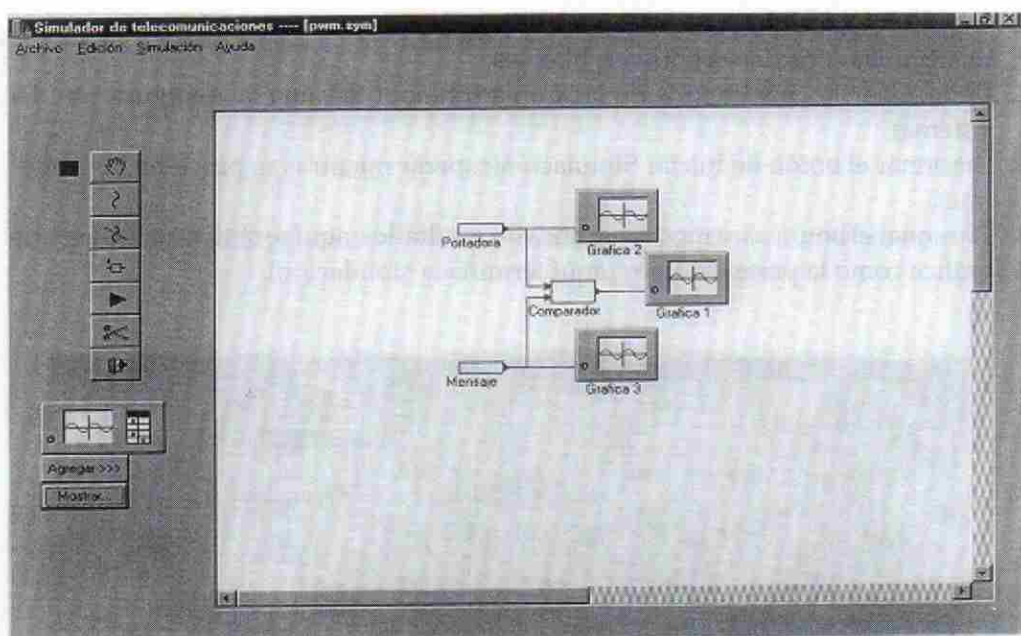 Simulador de telecomunicaciones ---- [pwm.zym]
Archivo Edición Simulación Ayuda
Portadora
Grafica 2
Comparador
Grafica 1
Mensaje
Grafica 3
Agregar >>>
Mostrar...